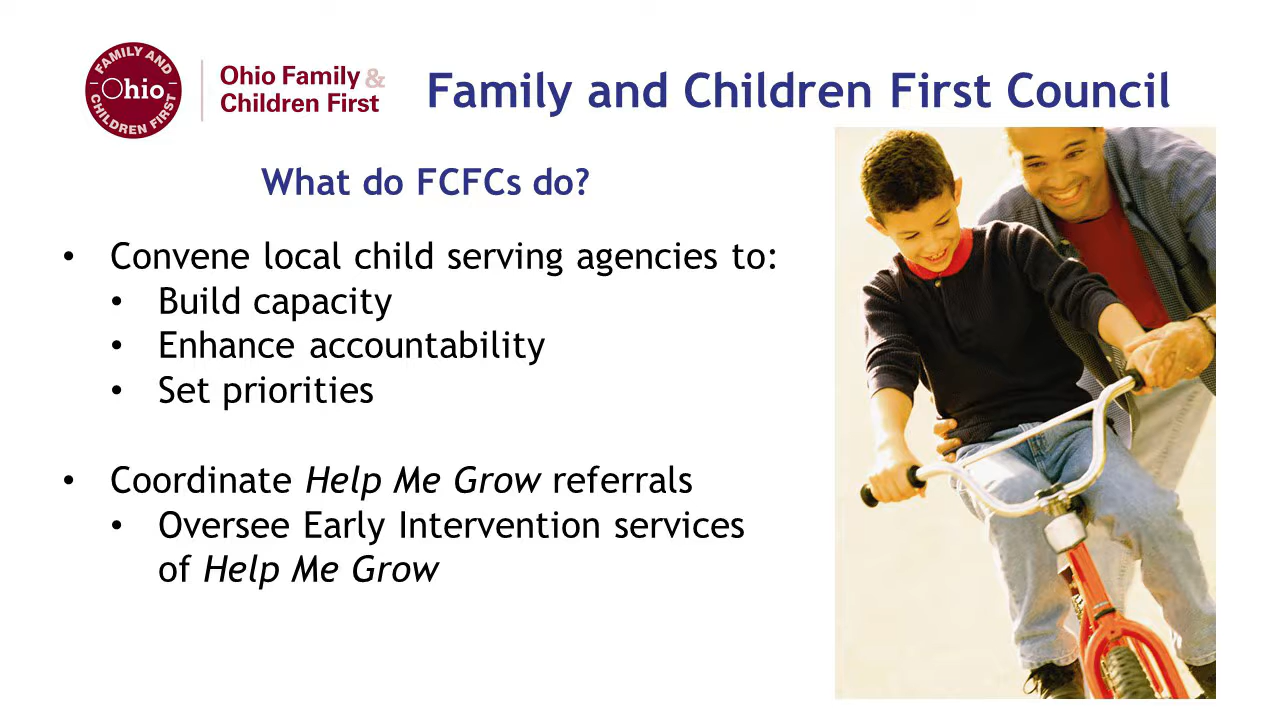 FAMILY AND
Ohio
CHILDREN FIRST
Ohio Family &
Children First
Family and Children First Council
What do FCFCs do?
• Convene local child serving agencies to:
• Build capacity
• Enhance accountability
• Set priorities
• Coordinate Help Me Grow referrals
• Oversee Early Intervention services
of Help Me Grow